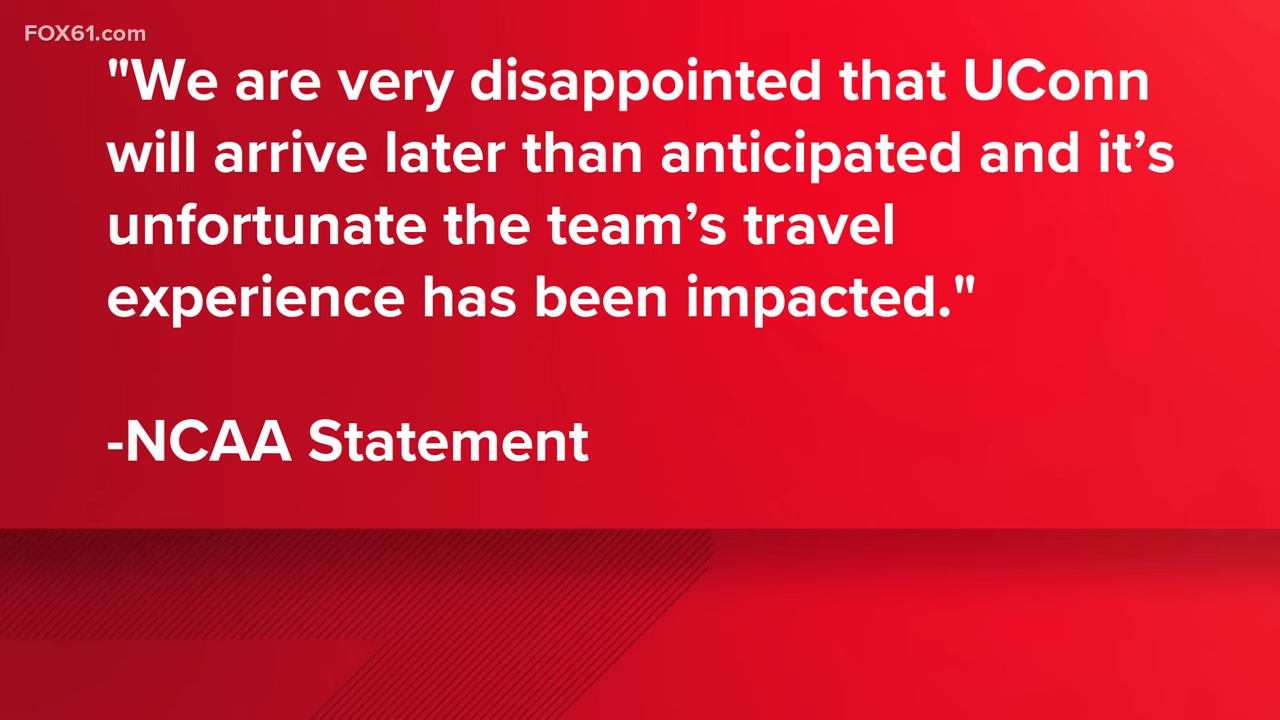 FOX61.com
"We are very disappointed that UConn
will arrive later than anticipated and it’s
unfortunate the team’s travel
experience has been impacted."
-NCAA Statement